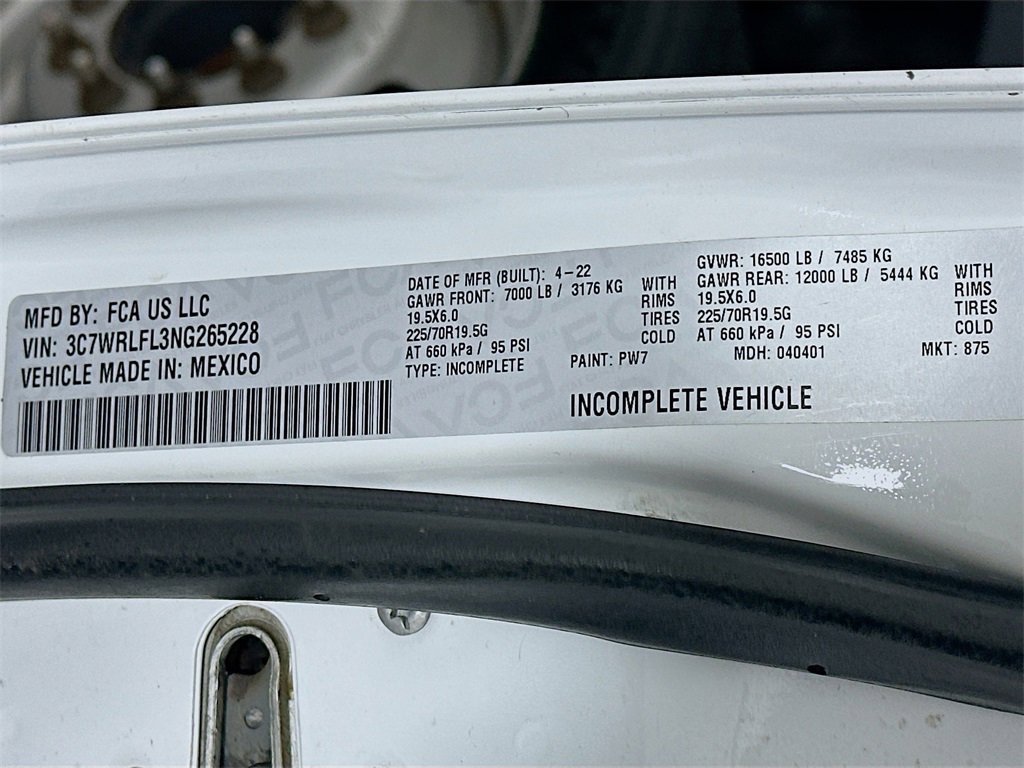 MFD BY: FCA US LLC
VIN: 3C7WRLFL3NG265228
VEHICLE MADE IN: MEXICO
DATE OF MFR (BUILT): 4-22
GAWR FRONT: 7000 LB / 3176 KG
19.5X6.0
225/70R19.5G
AT 660 kPa / 95 PSI
TYPE: INCOMPLETE
WITH
RIMS
TIRES
COLD
PAINT: PW7
GVWR: 16500 LB / 7485 KG
GAWR REAR: 12000 LB / 5444 KG
19.5X6.0
225/70R19.5G
AT 660 kPa / 95 PSI
WITH
RIMS
TIRES
COLD
MDH: 040401
MKT: 875
INCOMPLETE VEHICLE